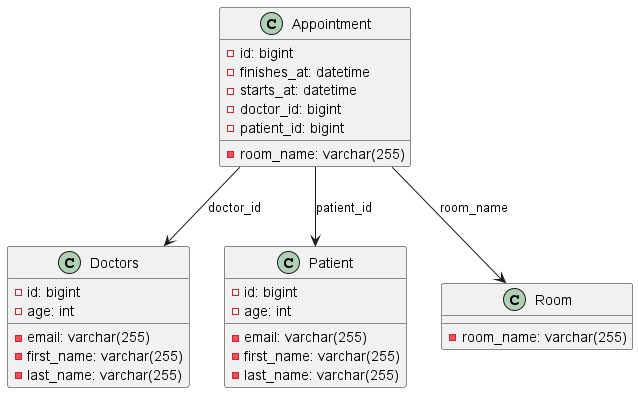 C Appointment
id: bigint
finishes_at: datetime
starts_at: datetime
doctor_id: bigint
patient_id: bigint
room_name: varchar(255)
doctor_id
patient_id
room_name
C Doctors
id: bigint
age: int
email: varchar(255)
first_name: varchar(255)
last_name: varchar(255)
C Patient
id: bigint
age: int
email: varchar(255)
first_name: varchar(255)
last_name: varchar(255)
C Room
room_name: varchar(255)